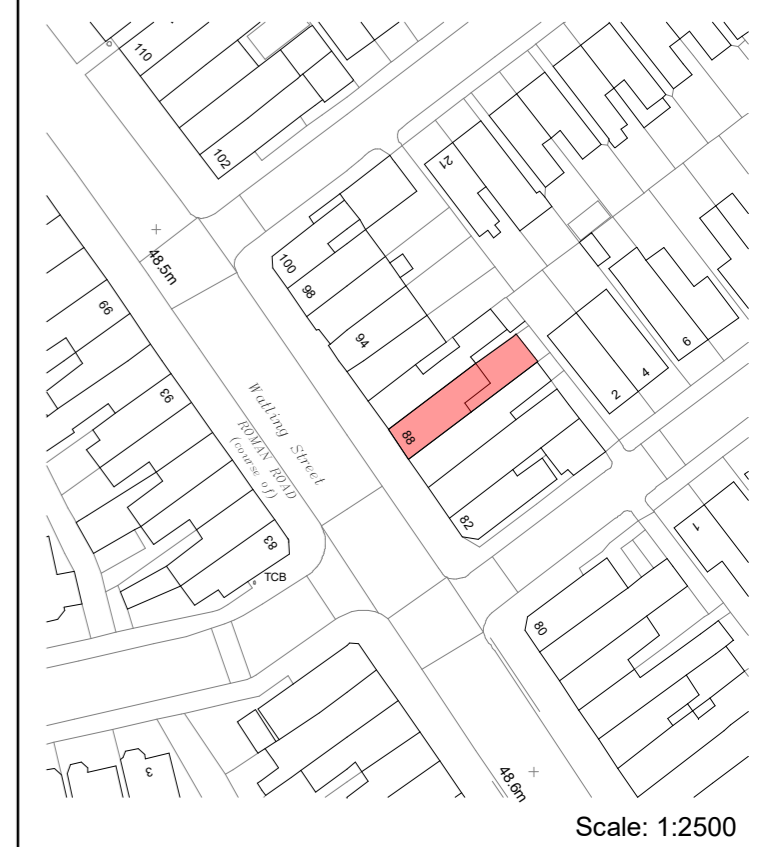 110
102
21
48.5m
100
98
94
99
93
Watling Street
ROMAN ROAD
(course of)
88
2
4
6
82
83
TCB
1
80
3
48.6m
Scale: 1:2500